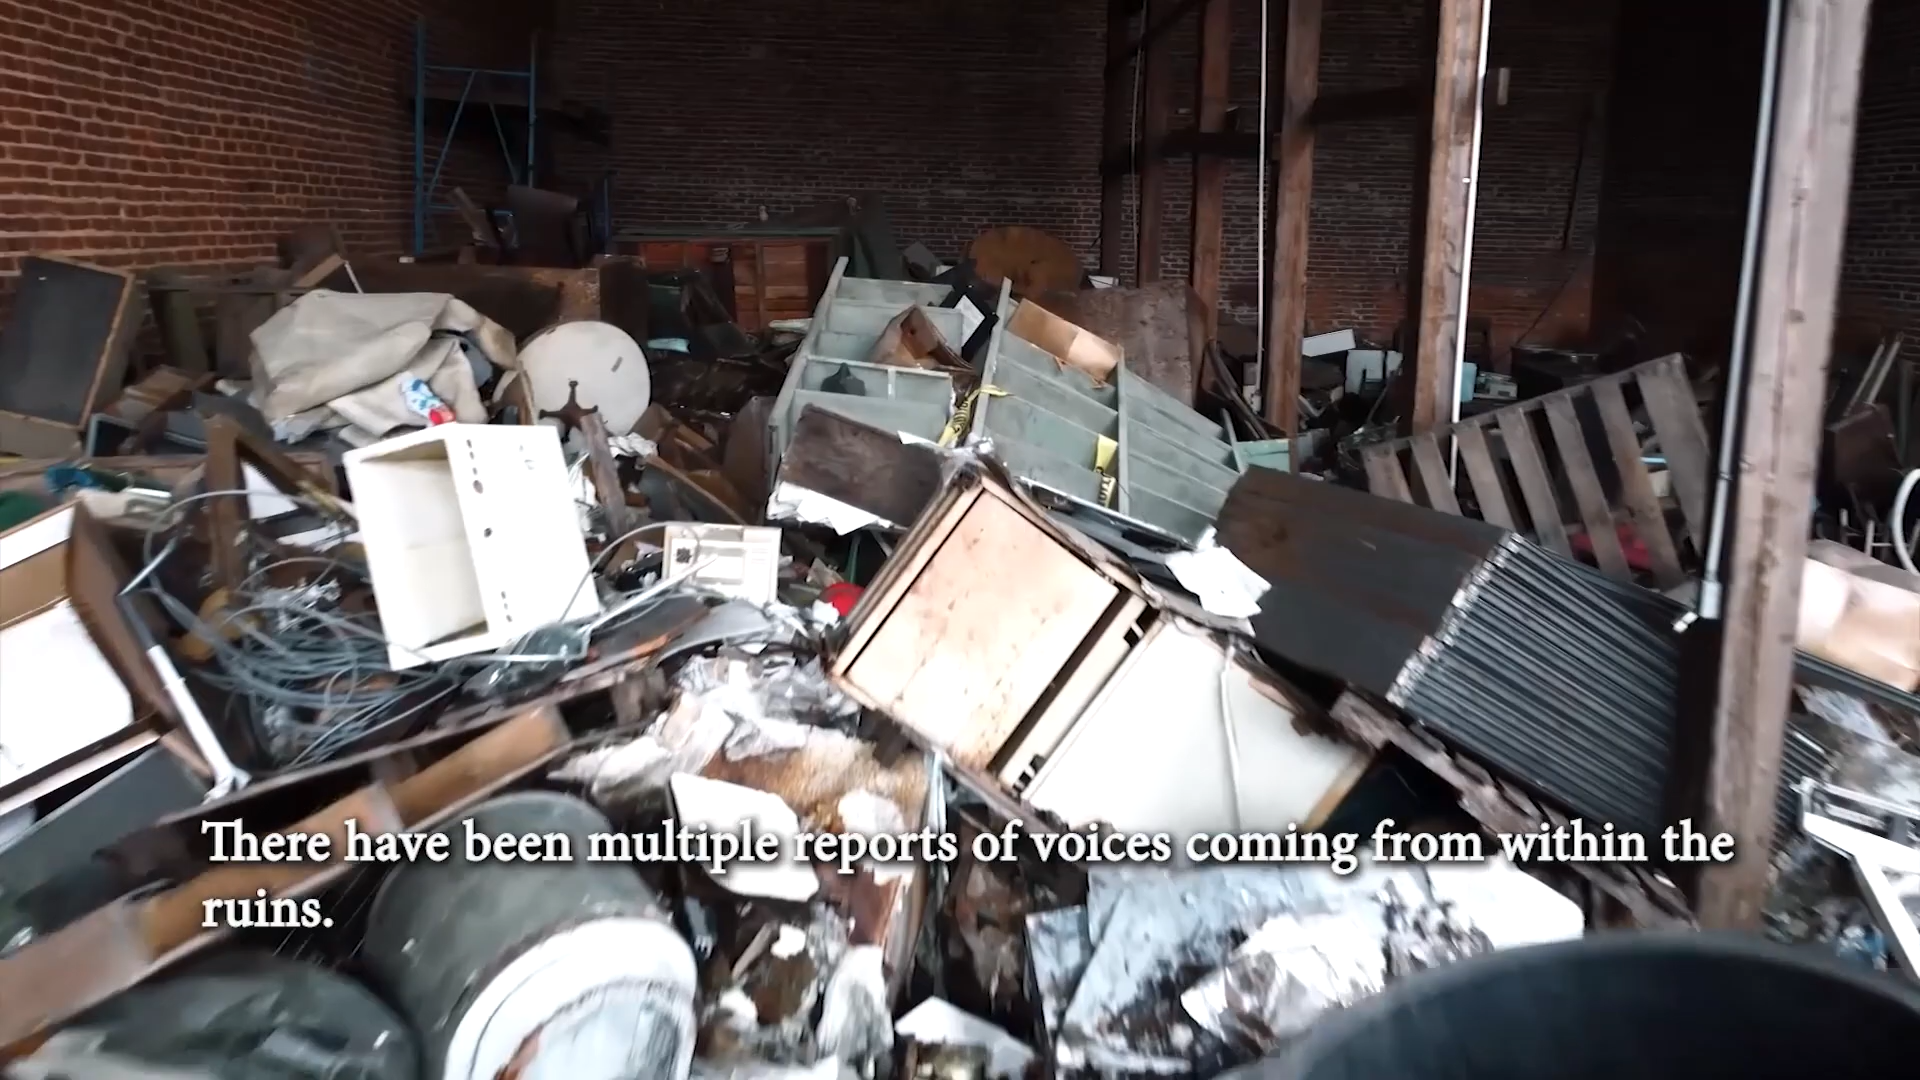 There have been multiple reports of voices coming from within the
ruins.